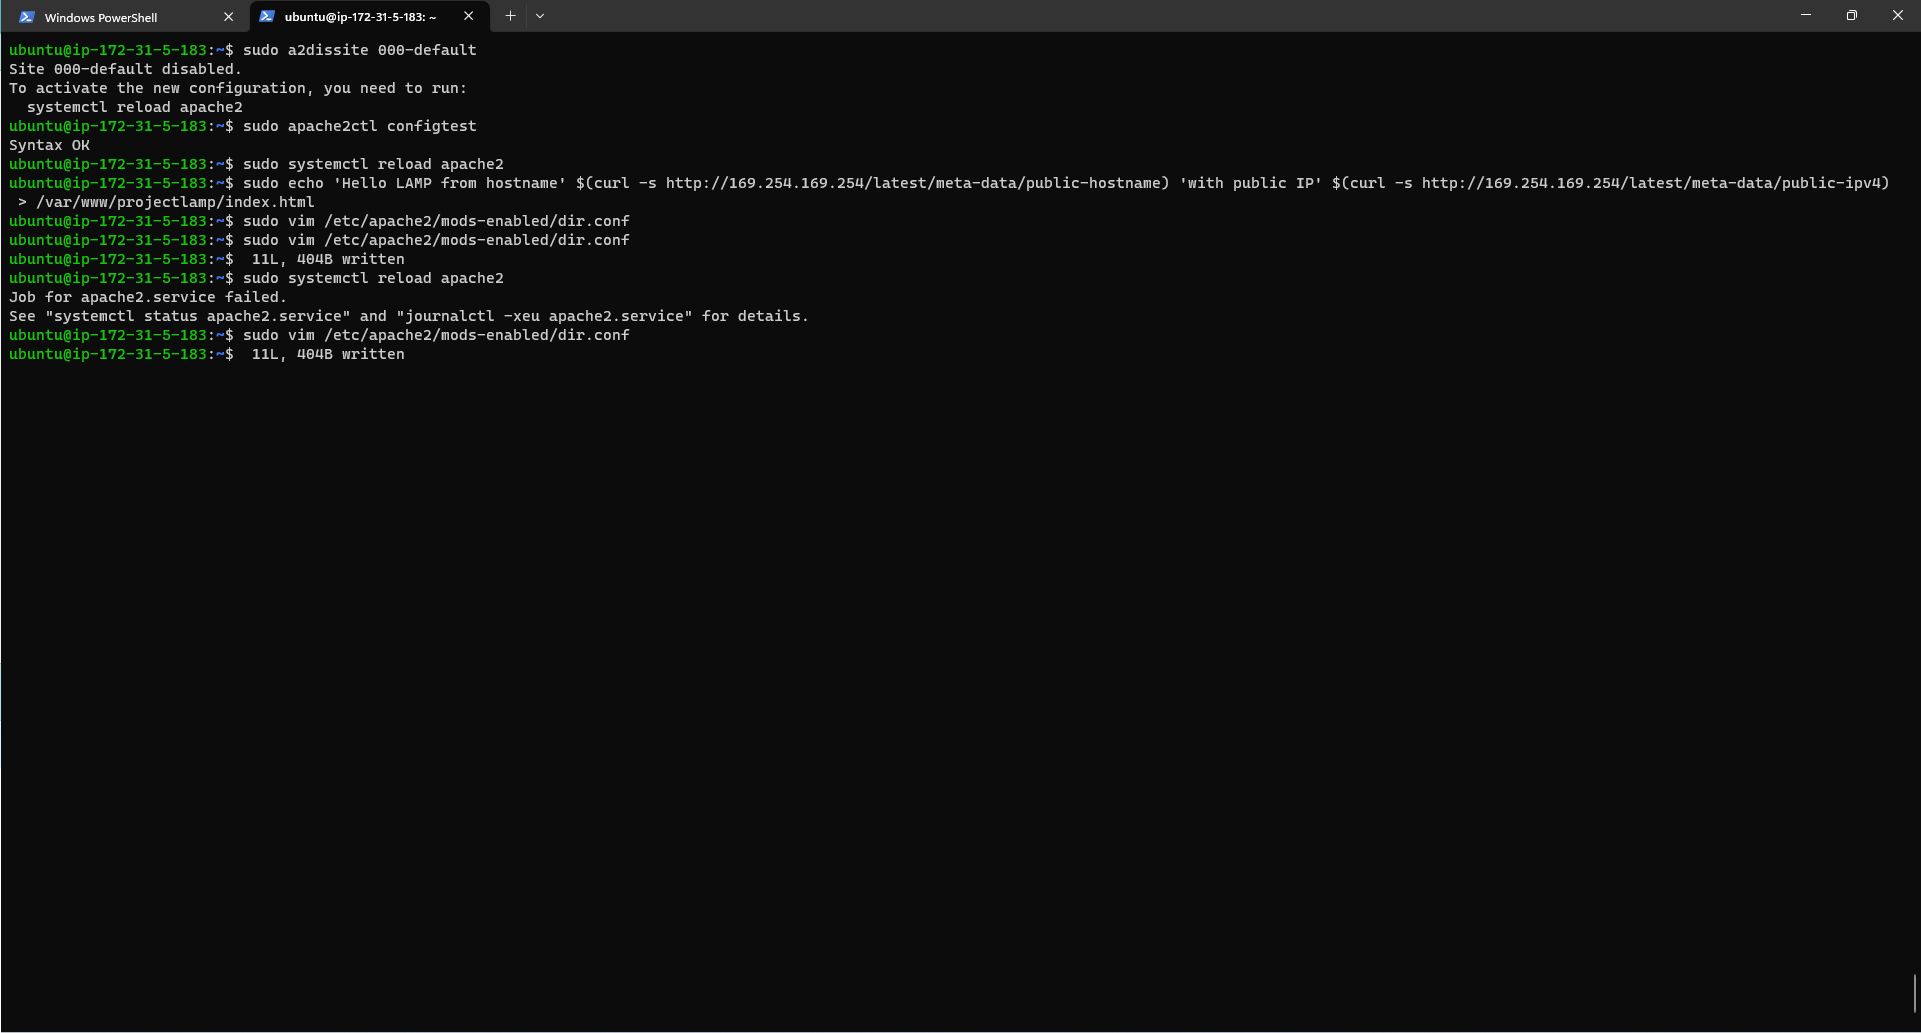 Windows PowerShell
ubuntu@ip-172-31-5-183: ~
ubuntu@ip-172-31-5-183:~$ sudo a2dissite 000-default
Site 000-default disabled.
To activate the new configuration, you need to run:
  systemctl reload apache2
ubuntu@ip-172-31-5-183:~$ sudo apache2ctl configtest
Syntax OK
ubuntu@ip-172-31-5-183:~$ sudo systemctl reload apache2
ubuntu@ip-172-31-5-183:~$ sudo echo 'Hello LAMP from hostname' $(curl -s http://169.254.169.254/latest/meta-data/public-hostname) 'with public IP' $(curl -s http://169.254.169.254/latest/meta-data/public-ipv4)
 > /var/www/projectlamp/index.html
ubuntu@ip-172-31-5-183:~$ sudo vim /etc/apache2/mods-enabled/dir.conf
ubuntu@ip-172-31-5-183:~$ sudo vim /etc/apache2/mods-enabled/dir.conf
ubuntu@ip-172-31-5-183:~$  11L, 404B written
ubuntu@ip-172-31-5-183:~$ sudo systemctl reload apache2
Job for apache2.service failed.
See "systemctl status apache2.service" and "journalctl -xeu apache2.service" for details.
ubuntu@ip-172-31-5-183:~$ sudo vim /etc/apache2/mods-enabled/dir.conf
ubuntu@ip-172-31-5-183:~$  11L, 404B written